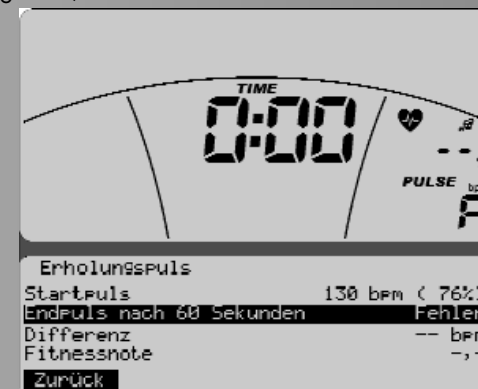 TIME
0:00
PULSE
Erholungspuls
Startpuls 130 bpm ( 76%)
Endpuls nach 60 Sekunden Fehler
Differenz -- bpm
Fitnessnote -,-
Zurück